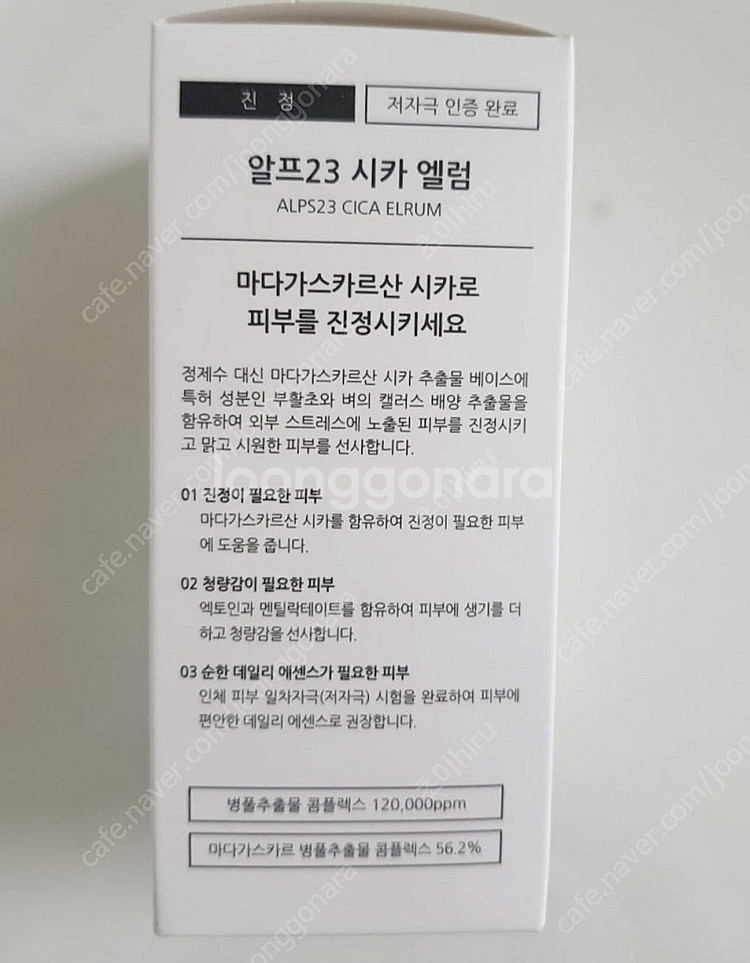 진 정
저자극 인증 완료
알프23 시카 엘럼
ALPS23 CICA ELRUM
마다가스카르산 시카로
피부를 진정시키세요
정제수 대신 마다가스카르산 시카 추출물 베이스에
특허 성분인 부활초와 벼의 캘러스 배양 추출물을
함유하여 외부 스트레스에 노출된 피부를 진정시키
고 맑고 시원한 피부를 선사합니다.
joonggonara
01 진정이 필요한 피부
마다가스카르산 시카를 함유하여 진정이 필요한 피부
에 도움을 줍니다.
02 청량감이 필요한 피부
엑토인과 멘틸락테이트를 함유하여 피부에 생기를 더
하고 청량감을 선사합니다.
03 순한 데일리 에센스가 필요한 피부
인체 피부 일차자극(저자극) 시험을 완료하여 피부에
편안한 데일리 에센스로 권장합니다.
병풀추출물 콤플렉스 120,000ppm
마다가스카르 병풀추출물 콤플렉스 56.2%
cafe.naver.com/joonggonara
초이hiru